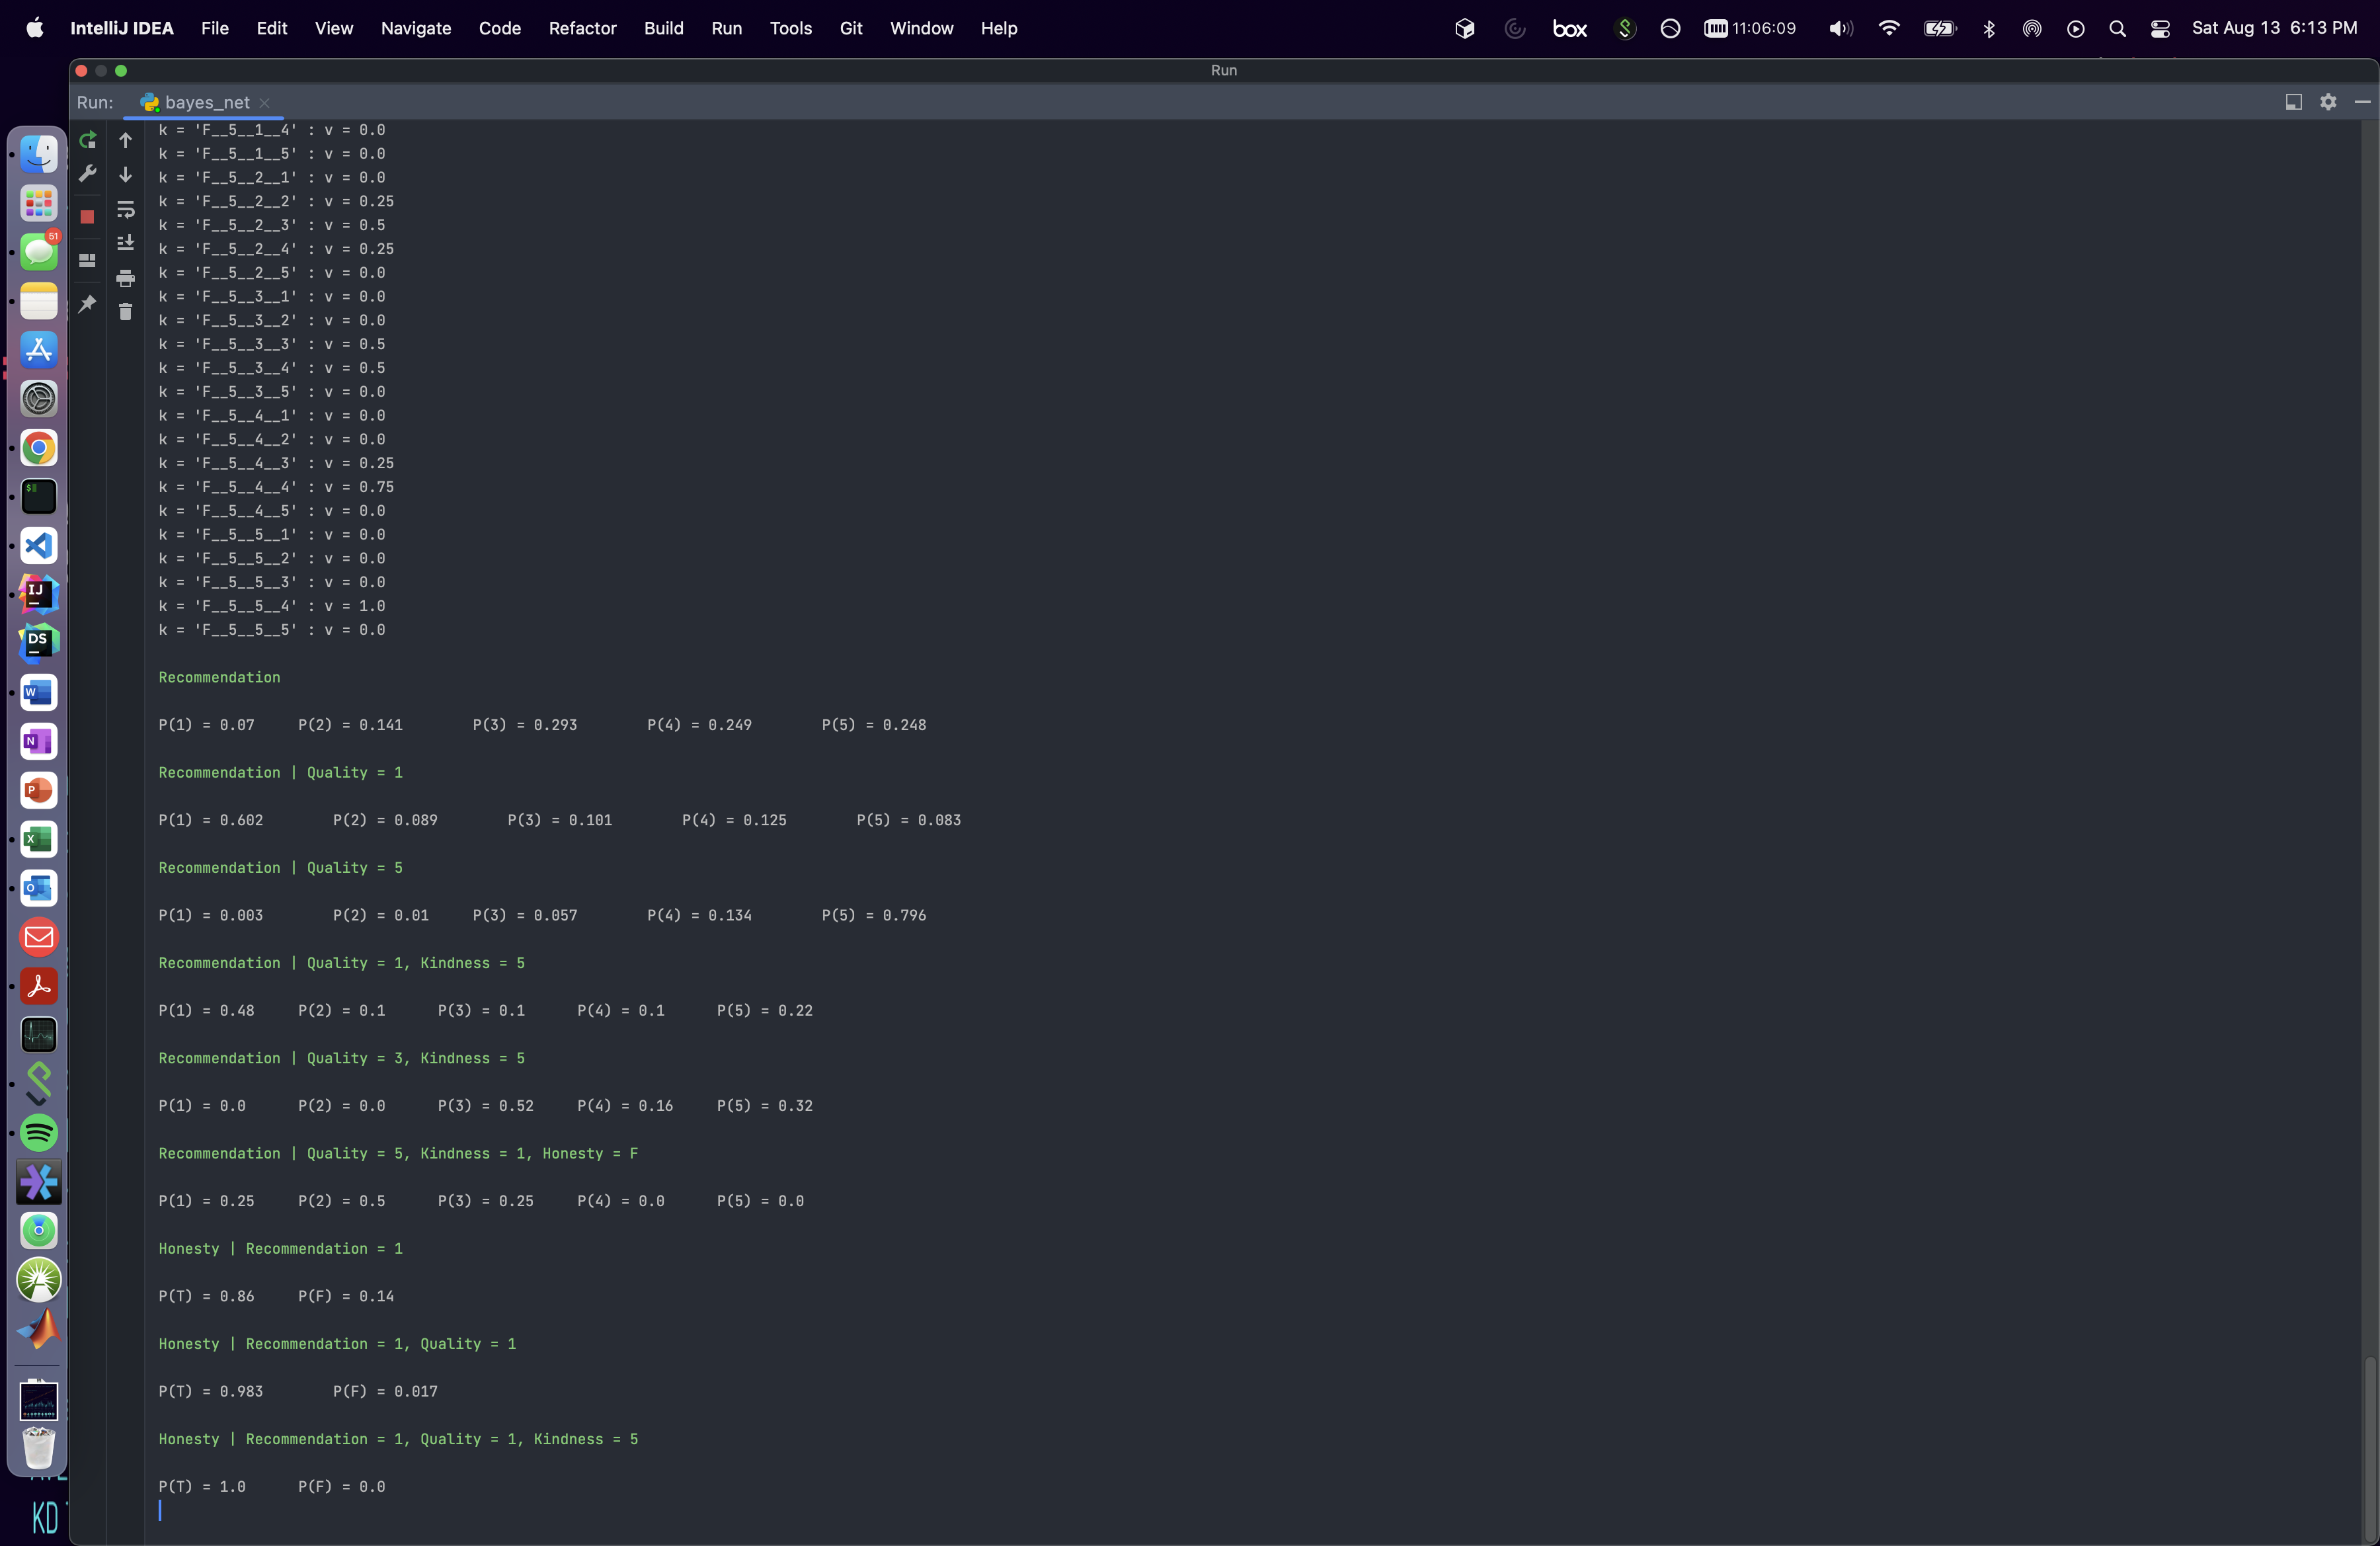 IntelliJ IDEA File Edit View Navigate Code Refactor Build Run Tools Git Window Help box 11:06:09 Sat Aug 13 6:13 PM
Run
Run: bayes_net
k = 'F__5__1__4' : v = 0.0
k = 'F__5__1__5' : v = 0.0
k = 'F__5__2__1' : v = 0.0
k = 'F__5__2__2' : v = 0.25
k = 'F__5__2__3' : v = 0.5
k = 'F__5__2__4' : v = 0.25
k = 'F__5__2__5' : v = 0.0
k = 'F__5__3__1' : v = 0.0
k = 'F__5__3__2' : v = 0.0
k = 'F__5__3__3' : v = 0.5
k = 'F__5__3__4' : v = 0.5
k = 'F__5__3__5' : v = 0.0
k = 'F__5__4__1' : v = 0.0
k = 'F__5__4__2' : v = 0.0
k = 'F__5__4__3' : v = 0.25
k = 'F__5__4__4' : v = 0.75
k = 'F__5__4__5' : v = 0.0
k = 'F__5__5__1' : v = 0.0
k = 'F__5__5__2' : v = 0.0
k = 'F__5__5__3' : v = 0.0
k = 'F__5__5__4' : v = 1.0
k = 'F__5__5__5' : v = 0.0
Recommendation
P(1) = 0.07 P(2) = 0.141 P(3) = 0.293 P(4) = 0.249 P(5) = 0.248
Recommendation | Quality = 1
P(1) = 0.602 P(2) = 0.089 P(3) = 0.101 P(4) = 0.125 P(5) = 0.083
Recommendation | Quality = 5
P(1) = 0.003 P(2) = 0.01 P(3) = 0.057 P(4) = 0.134 P(5) = 0.796
Recommendation | Quality = 1, Kindness = 5
P(1) = 0.48 P(2) = 0.1 P(3) = 0.1 P(4) = 0.1 P(5) = 0.22
Recommendation | Quality = 3, Kindness = 5
P(1) = 0.0 P(2) = 0.0 P(3) = 0.52 P(4) = 0.16 P(5) = 0.32
Recommendation | Quality = 5, Kindness = 1, Honesty = F
P(1) = 0.25 P(2) = 0.5 P(3) = 0.25 P(4) = 0.0 P(5) = 0.0
Honesty | Recommendation = 1
P(T) = 0.86 P(F) = 0.14
Honesty | Recommendation = 1, Quality = 1
P(T) = 0.983 P(F) = 0.017
Honesty | Recommendation = 1, Quality = 1, Kindness = 5
P(T) = 1.0 P(F) = 0.0
51
IJ
DS
W
N
P
X
O
KD